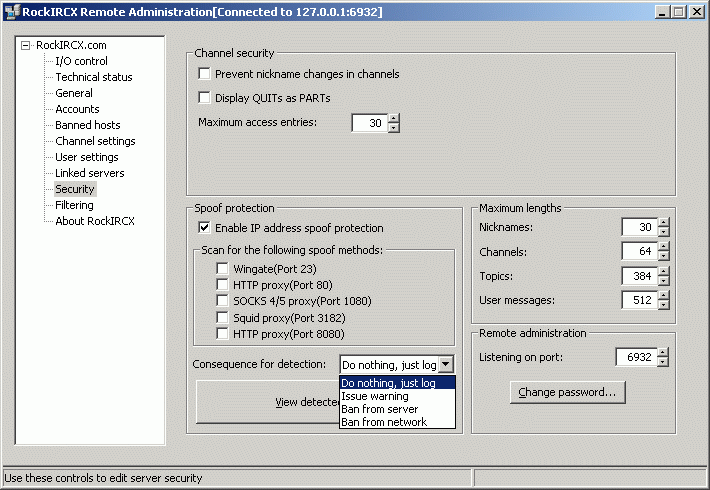 RockIRCX Remote Administration[Connected to 127.0.0.1:6932]
RockIRCX.com
I/O control
Technical status
General
Accounts
Banned hosts
Channel settings
User settings
Linked servers
Security
Filtering
About RockIRCX
Channel security
Prevent nickname changes in channels
Display QUITs as PARTs
Maximum access entries: 30
Spoof protection
Enable IP address spoof protection
Scan for the following spoof methods:
Wingate(Port 23)
HTTP proxy(Port 80)
SOCKS 4/5 proxy(Port 1080)
Squid proxy(Port 3182)
HTTP proxy(Port 8080)
Consequence for detection: Do nothing, just log
Do nothing, just log
Issue warning
Ban from server
Ban from network
View detecte
Maximum lengths
Nicknames: 30
Channels: 64
Topics: 384
User messages: 512
Remote administration
Listening on port: 6932
Change password...
Use these controls to edit server security